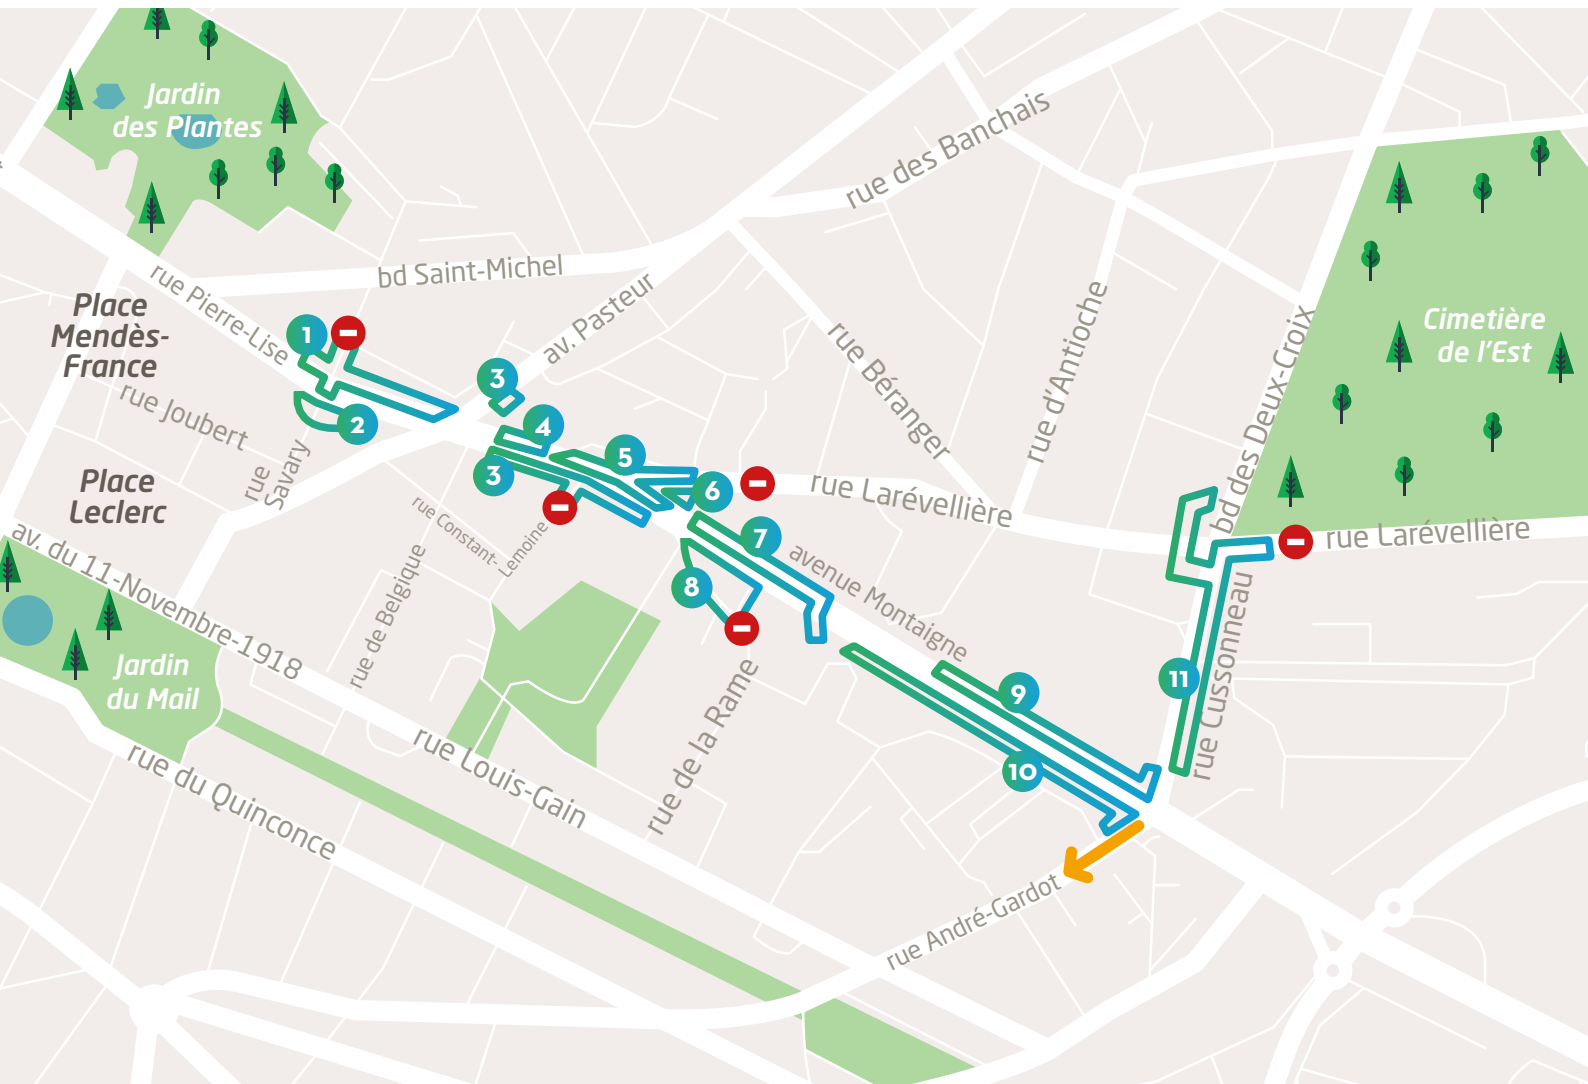 Jardin
des Plantes
rue des Banchais
bd Saint-Michel
rue Pierre-Lise
Place
Mendès-
France
av. Pasteur
rue Béranger
rue d'Antioche
bd des Deux-Croix
Cimetière
de l'Est
1
2
3
4
5
3
6
rue Joubert
rue
Savary
Place
Leclerc
rue Larévellière
rue Larévellière
rue Constant-
Lemoine
av. du 11-Novembre-1918
rue de Belgique
7
8
avenue Montaigne
rue Cussonneau
Jardin
du Mail
9
10
11
rue Louis-Gain
rue de la Rame
rue du Quinconce
rue André-Gardot